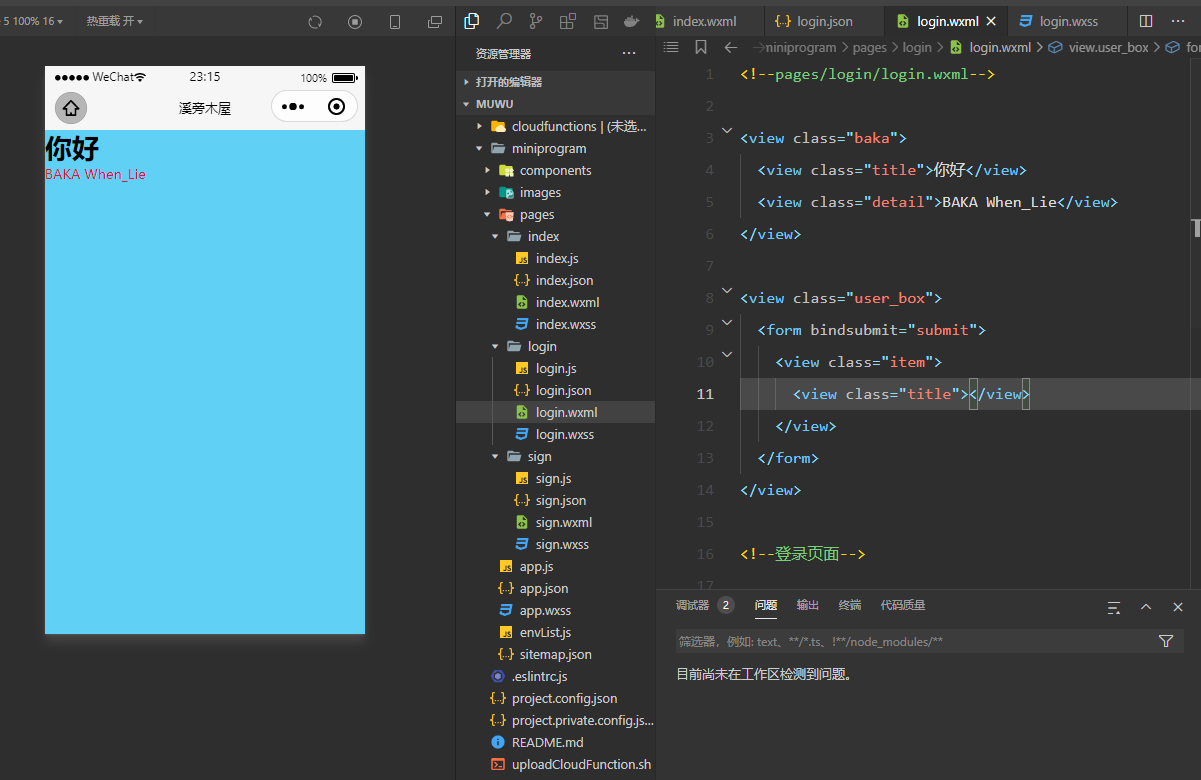 5 100% 16
热重载 开
WeChat
23:15
100%
溪旁木屋
你好
BAKA When_Lie
资源管理器
打开的编辑器
MUWU
cloudfunctions | (未选...
miniprogram
components
images
pages
index
index.js
index.json
index.wxml
index.wxss
login
login.js
login.json
login.wxml
login.wxss
sign
sign.js
sign.json
sign.wxml
sign.wxss
app.js
app.json
app.wxss
envList.js
sitemap.json
.eslintrc.js
project.config.json
project.private.config.js...
README.md
uploadCloudFunction.sh
index.wxml
login.json
login.wxml
login.wxss
miniprogram > pages > login > login.wxml > view.user_box > for
1 <!--pages/login/login.wxml-->
2
3 <view class="baka">
4 <view class="title">你好</view>
5 <view class="detail">BAKA When_Lie</view>
6 </view>
7
8 <view class="user_box">
9 <form bindsubmit="submit">
10 <view class="item">
11 <view class="title"></view>
12 </view>
13 </form>
14 </view>
15
16 <!--登录页面-->
17
调试器 2 问题 输出 终端 代码质量
筛选器，例如: text、**/*.ts、!**/node_modules/**
目前尚未在工作区检测到问题。